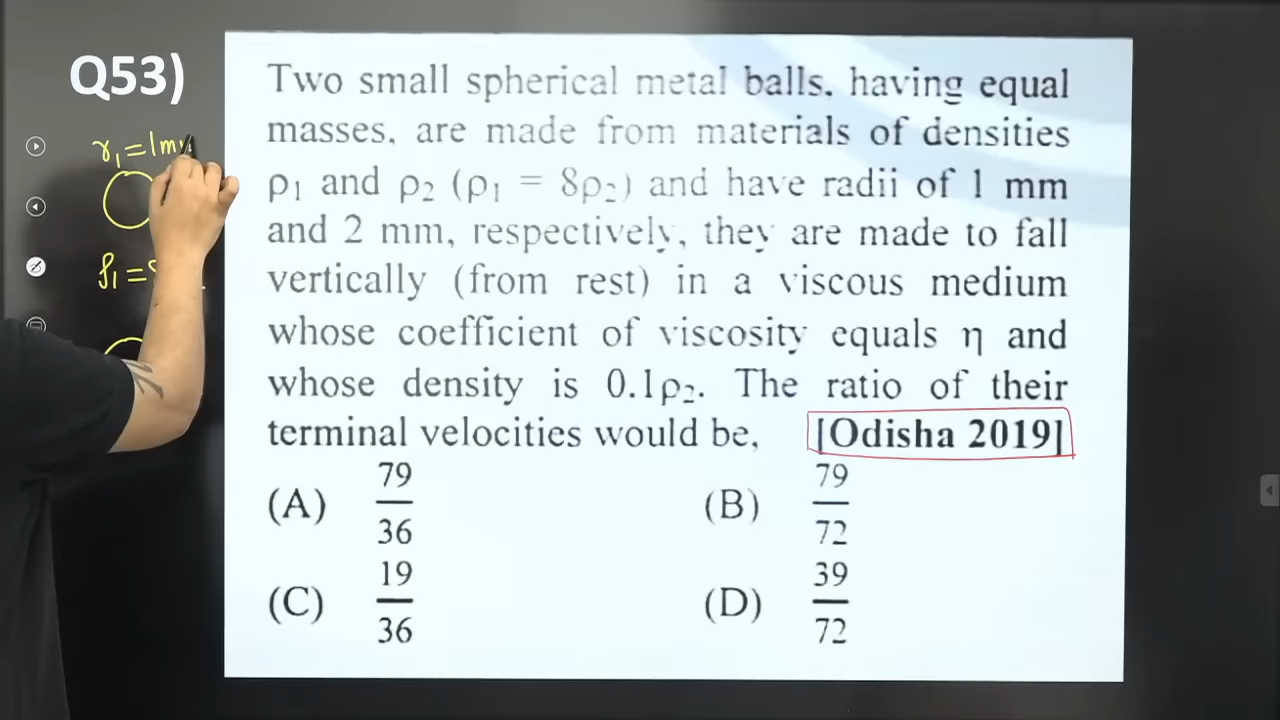 Q53)
r₁ = 1m
ρ₁ =
Two small spherical metal balls, having equal
masses, are made from materials of densities
ρ₁ and ρ₂ (ρ₁ = 8ρ₂) and have radii of 1 mm
and 2 mm, respectively, they are made to fall
vertically (from rest) in a viscous medium
whose coefficient of viscosity equals η and
whose density is 0.1ρ₂. The ratio of their
terminal velocities would be, [Odisha 2019]
(A) 79/36 (B) 79/72
(C) 19/36 (D) 39/72